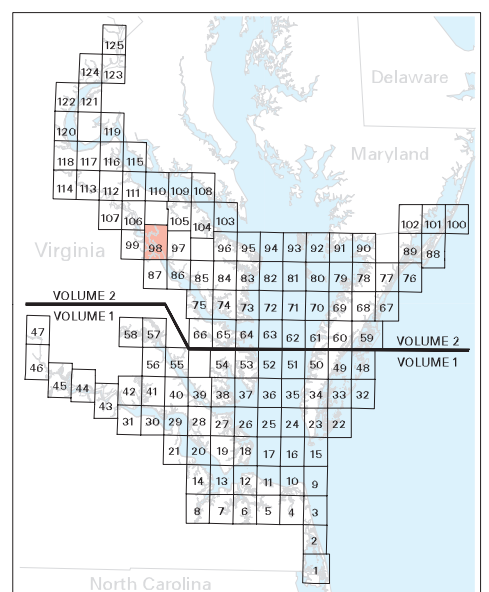 125
Delaware
124 123
122 121
120 119
Maryland
118 117 116 115
114 113 112 111 110 109 108
107 106 105 104 103 102 101 100
Virginia
99 98 97 96 95 94 93 92 91 90 89 88
87 86 85 84 83 82 81 80 79 78 77 76
VOLUME 2
75 74 73 72 71 70 69 68 67
VOLUME 1
47 58 57 66 65 64 63 62 61 60 59
VOLUME 2
VOLUME 1
46 56 55 54 53 52 51 50 49 48
45 44 43 42 41 40 39 38 37 36 35 34 33 32
31 30 29 28 27 26 25 24 23 22
21 20 19 18 17 16 15
14 13 12 11 10 9
8 7 6 5 4 3
2
1
North Carolina